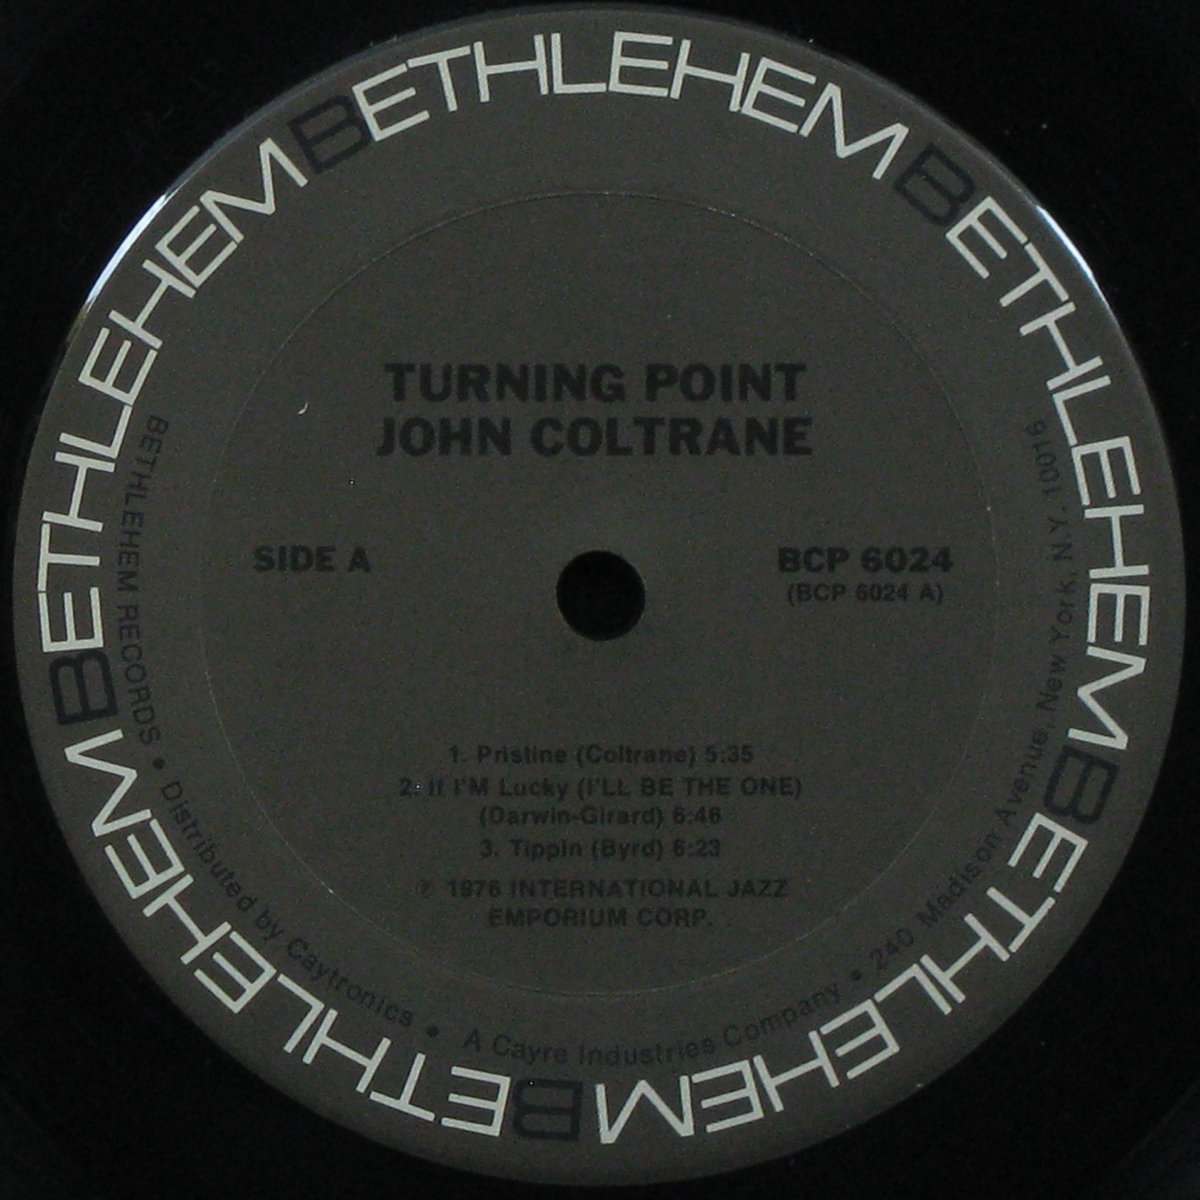 BETHLEHEM BETHLEHEM BETHLEHEM BETHLEHEM BETHLEHEM
TURNING POINT
JOHN COLTRANE
SIDE A
BCP 6024
(BCP 6024 A)
1. Pristine (Coltrane) 5:35
2. If I'M Lucky (I'LL BE THE ONE)
(Darwin-Girard) 6:46
3. Tippin (Byrd) 6:23
℗ 1976 INTERNATIONAL JAZZ
EMPORIUM CORP.
BETHLEHEM RECORDS • Distributed by Caytronics • A Cayre Industries Company • 240 Madison Avenue, New York, N.Y. 10016